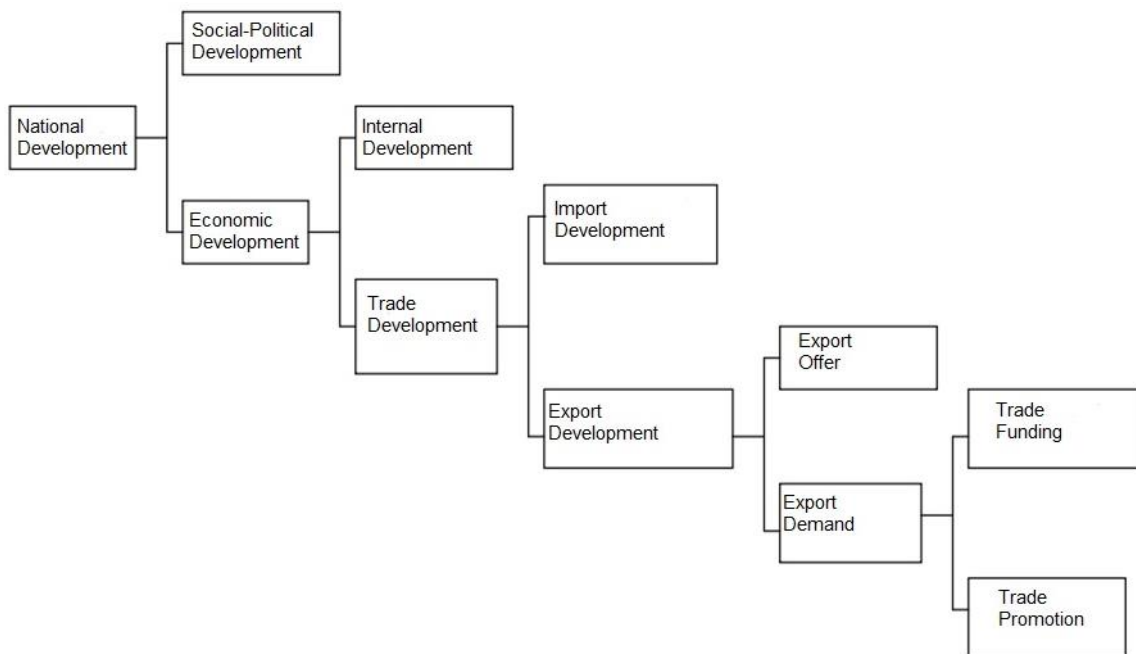 Social-Political
Development
National
Development
Internal
Development
Economic
Development
Import
Development
Trade
Development
Export
Offer
Export
Development
Trade
Funding
Export
Demand
Trade
Promotion